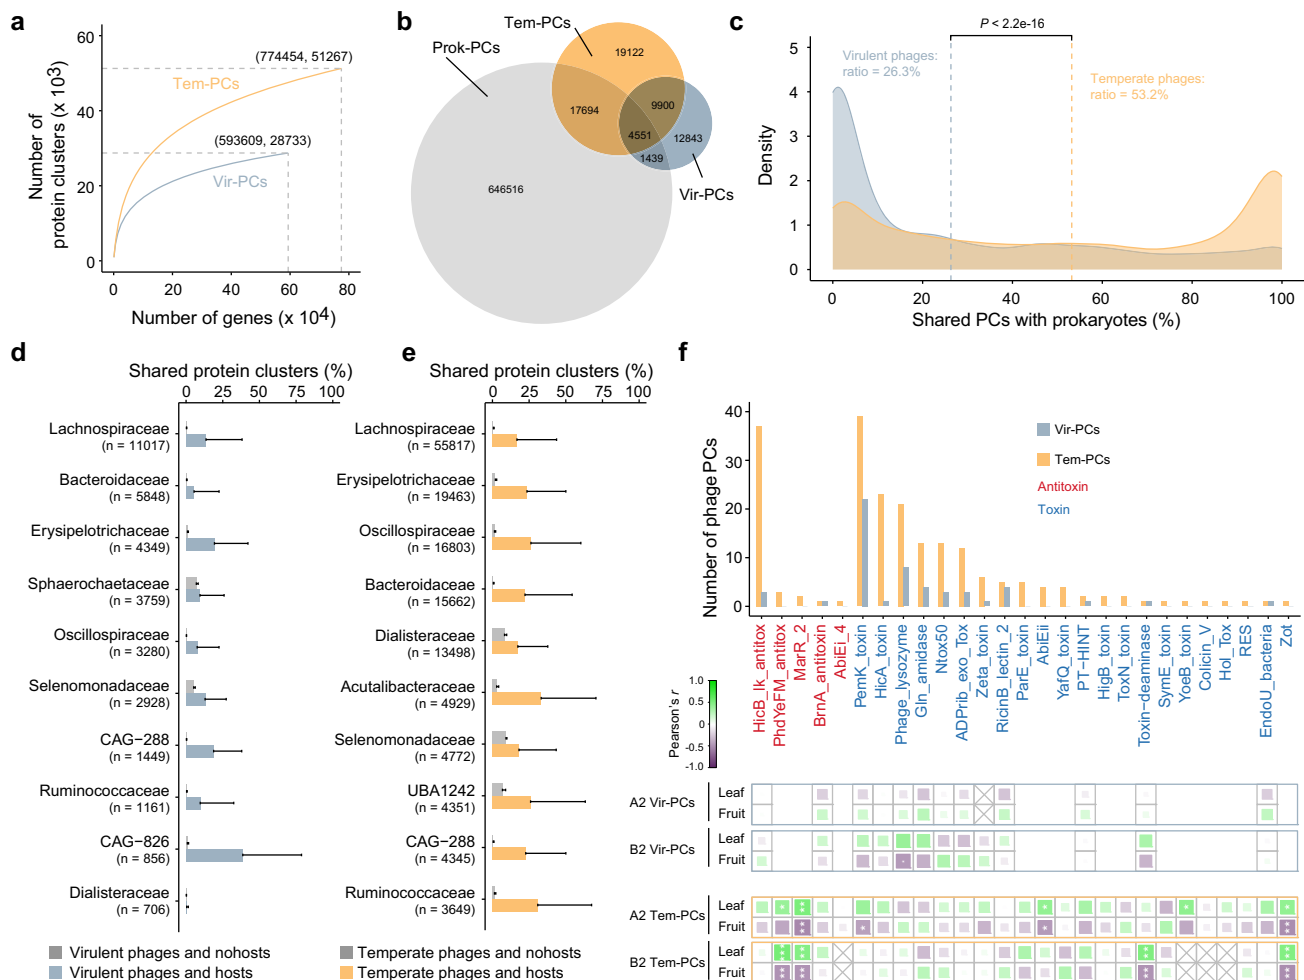 a
60
40
20
0
Number of
protein clusters (x 10³)
(774454, 51267)
Tem-PCs
(593609, 28733)
Vir-PCs
0 20 40 60 80
Number of genes (x 10⁴)
b
Tem-PCs
Prok-PCs
19122
17694
9900
4551
12843
1439
646516
Vir-PCs
c
P < 2.2e-16
Virulent phages:
ratio = 26.3%
Temperate phages:
ratio = 53.2%
5
4
3
2
1
0
Density
0 20 40 60 80 100
Shared PCs with prokaryotes (%)
d
Shared protein clusters (%)
0 25 50 75 100
Lachnospiraceae
(n = 11017)
Bacteroidaceae
(n = 5848)
Erysipelotrichaceae
(n = 4349)
Sphaerochaetaceae
(n = 3759)
Oscillospiraceae
(n = 3280)
Selenomonadaceae
(n = 2928)
CAG−288
(n = 1449)
Ruminococcaceae
(n = 1161)
CAG−826
(n = 856)
Dialisteraceae
(n = 706)
Virulent phages and nohosts
Virulent phages and hosts
e
Shared protein clusters (%)
0 25 50 75 100
Lachnospiraceae
(n = 55817)
Erysipelotrichaceae
(n = 19463)
Oscillospiraceae
(n = 16803)
Bacteroidaceae
(n = 15662)
Dialisteraceae
(n = 13498)
Acutalibacteraceae
(n = 4929)
Selenomonadaceae
(n = 4772)
UBA1242
(n = 4351)
CAG−288
(n = 4345)
Ruminococcaceae
(n = 3649)
Temperate phages and nohosts
Temperate phages and hosts
f
40
30
20
10
0
Number of phage PCs
Vir-PCs
Tem-PCs
Antitoxin
Toxin
HicB_lk_antitox
PhdYeFM_antitox
MarR_2
BrnA_antitoxin
AbiEi_4
PemK_toxin
HicA_toxin
Phage_lysozyme
Gln_amidase
Ntox50
ADPrib_exo_Tox
Zeta_toxin
RicinB_lectin_2
ParE_toxin
AbiEii
YafQ_toxin
PT−HINT
HigB_toxin
ToxN_toxin
Toxin−deaminase
SymE_toxin
YoeB_toxin
Colicin_V
Hol_Tox
RES
EndoU_bacteria
Zot
Pearson's r
1.0
0.5
0
-0.5
-1.0
A2 Vir-PCs
Leaf
Fruit
B2 Vir-PCs
Leaf
Fruit
A2 Tem-PCs
Leaf
Fruit
B2 Tem-PCs
Leaf
Fruit